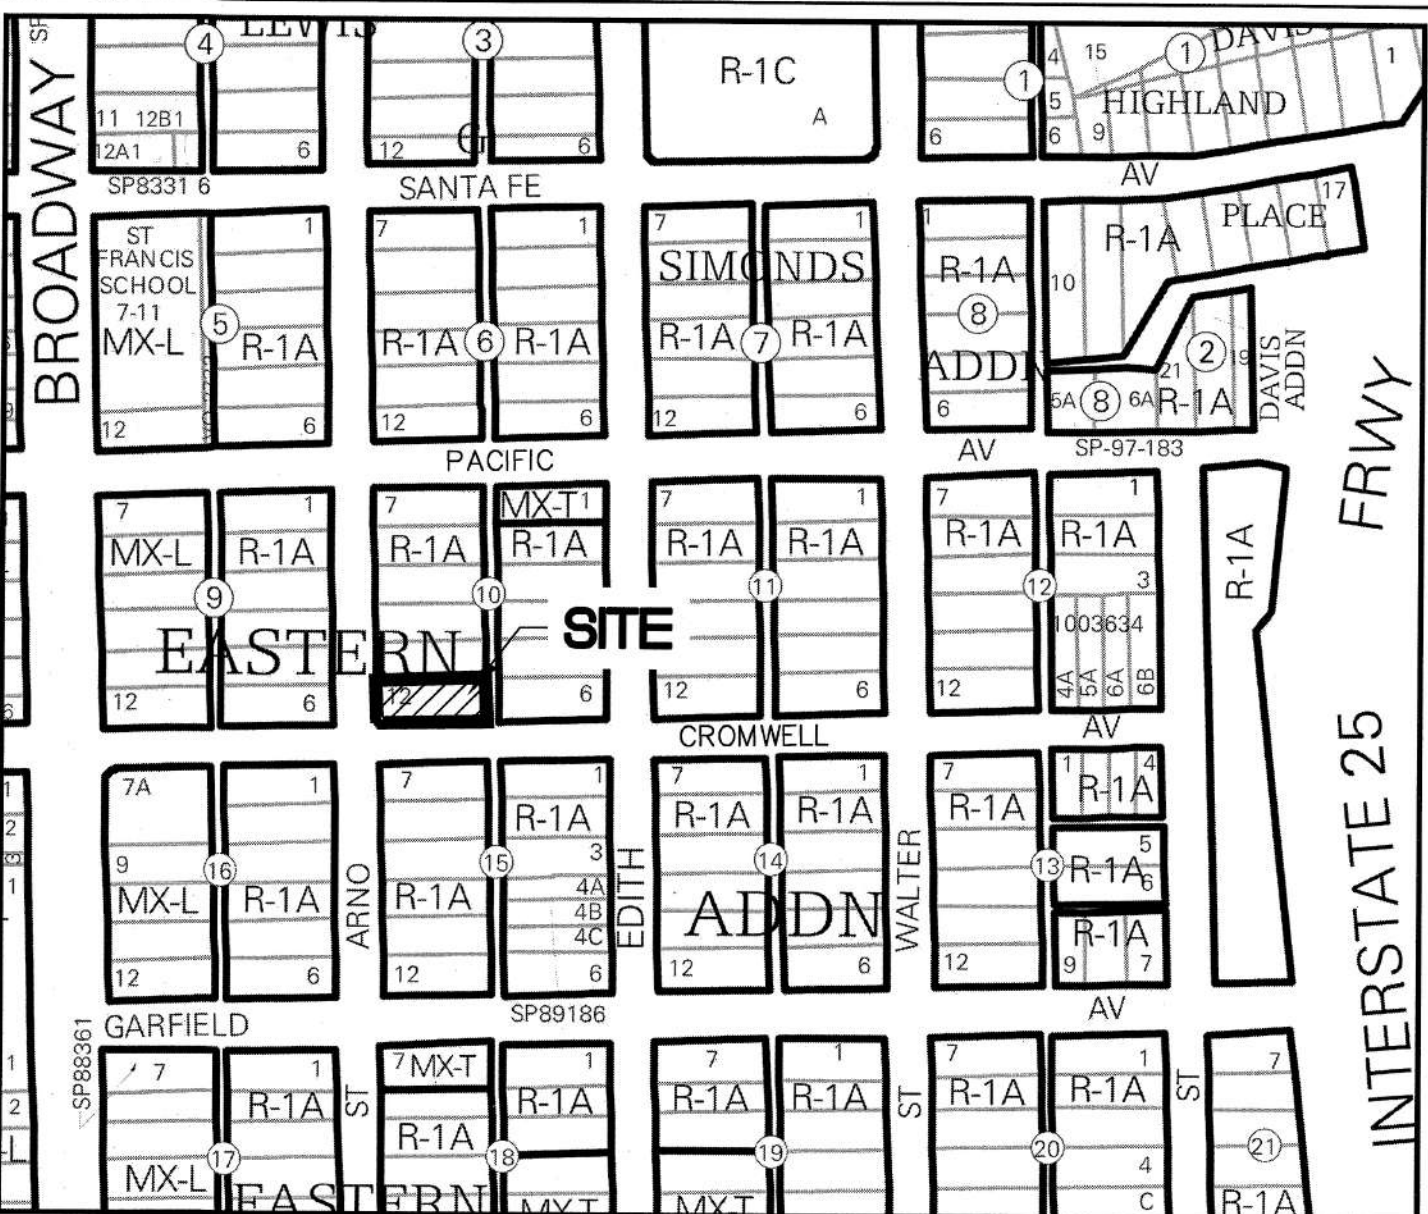 SP
BROADWAY
4
LEWIS
3
G
11 12B1
12A1
6
12
6
R-1C
A
6
1
4
15
1
DAVIS
1
5
HIGHLAND
6
9
SP8331 6
SANTA FE
AV
ST
FRANCIS
SCHOOL
7-11
MX-L
12
5
1
R-1A
6
7
R-1A
12
6
1
R-1A
6
7
SIMONDS
R-1A
12
7
1
R-1A
6
1
R-1A
8
ADDN
6
R-1A
PLACE
17
10
2
19
21
5A
8
6A
R-1A
DAVIS
ADDN
PACIFIC
AV
SP-97-183
FRWY
7
MX-L
12
9
1
R-1A
6
EASTERN
7
R-1A
12
10
MX-T 1
R-1A
6
SITE
7
R-1A
12
11
1
R-1A
6
7
R-1A
12
12
1
R-1A
3
1003634
4A
5A
6A
6B
R-1A
INTERSTATE 25
CROMWELL
AV
7A
9
MX-L
12
16
1
R-1A
6
ARNO
7
R-1A
12
15
1
R-1A
3
4A
4B
4C
6
EDITH
7
R-1A
12
14
1
R-1A
6
ADDN
WALTER
7
R-1A
12
13
1
4
R-1A
5
R-1A
6
R-1A
9
7
SP88361
GARFIELD
SP89186
AV
7
MX-L
17
1
R-1A
EASTERN
ST
7
MX-T
R-1A
18
1
R-1A
MX-T
7
R-1A
MX-T
19
1
R-1A
ST
7
R-1A
20
1
R-1A
4
C
ST
7
21
R-1A